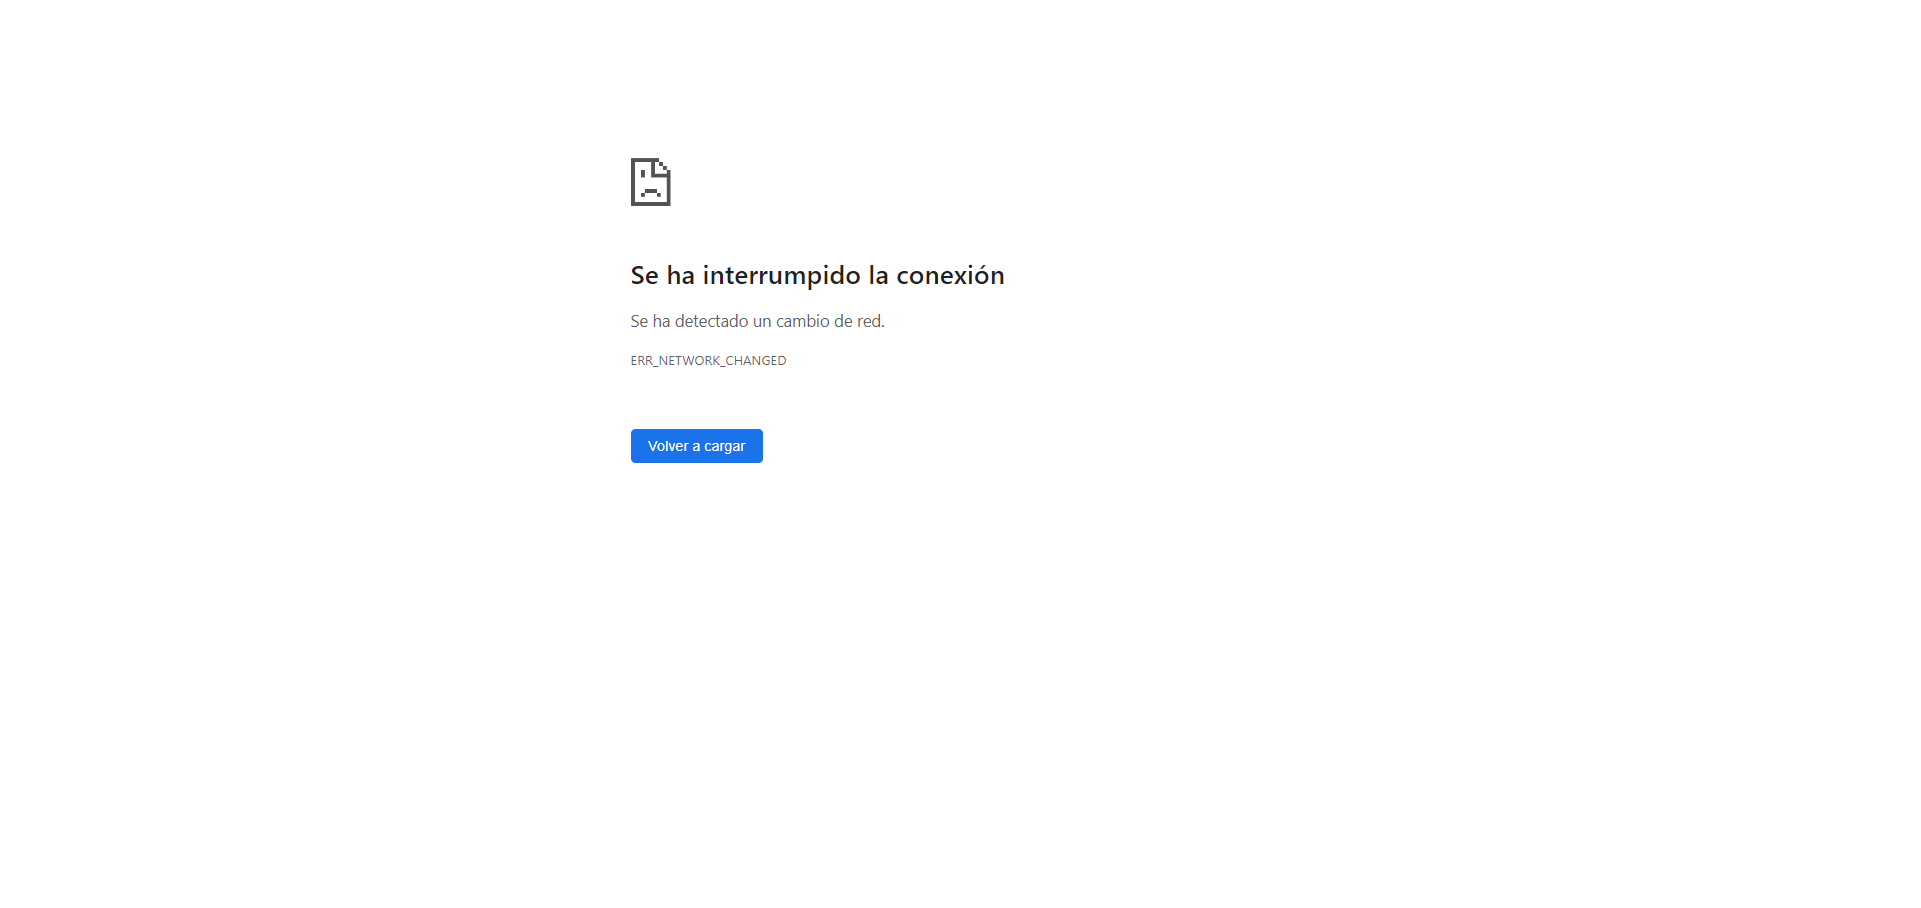 Se ha interrumpido la conexión
Se ha detectado un cambio de red.
ERR_NETWORK_CHANGED
Volver a cargar